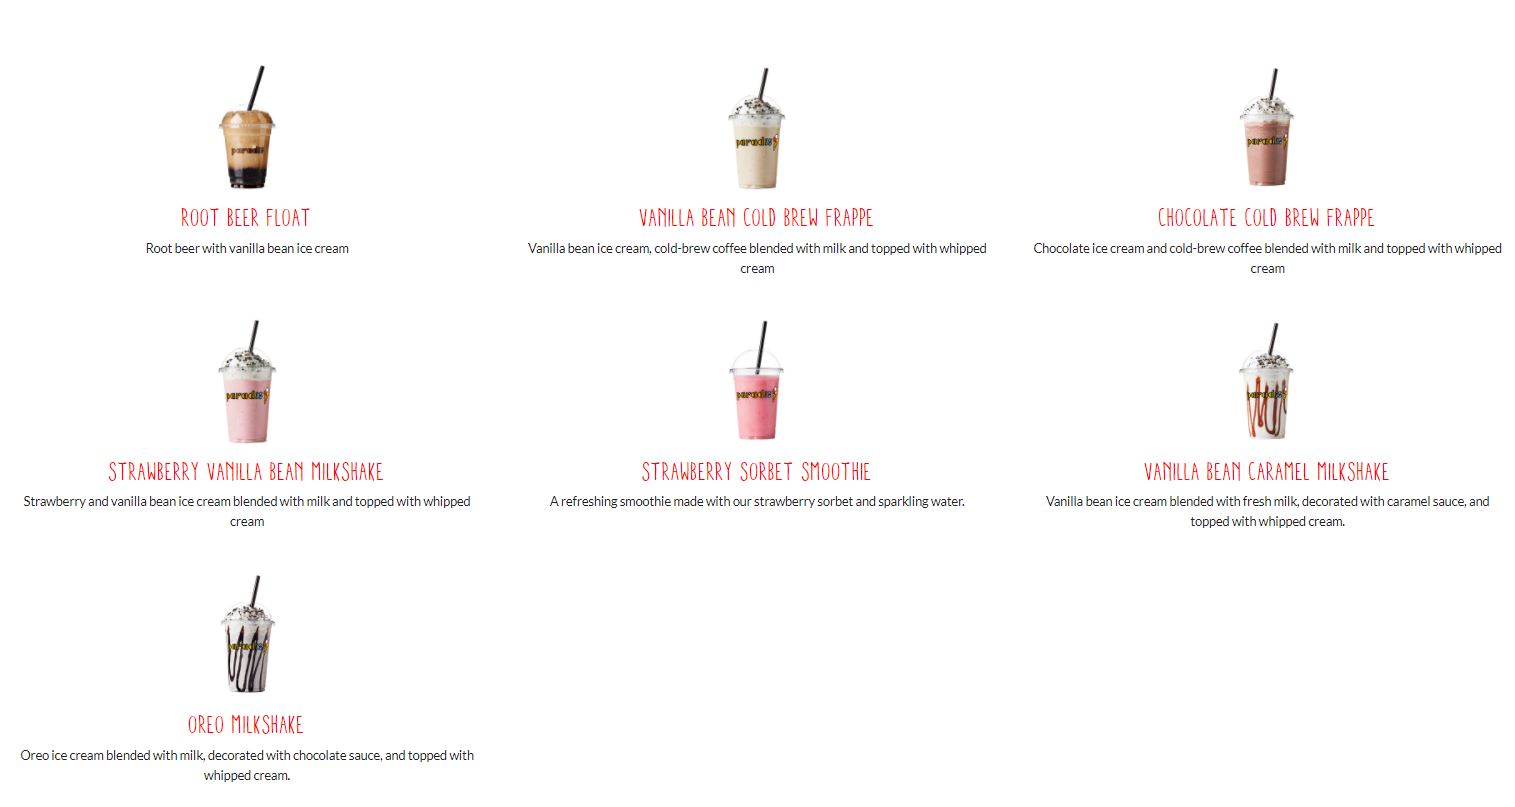 paradis
paradis
paradis
ROOT BEER FLOAT
VANILLA BEAN COLD BREW FRAPPE
CHOCOLATE COLD BREW FRAPPE
Root beer with vanilla bean ice cream
Vanilla bean ice cream, cold-brew coffee blended with milk and topped with whipped
cream
Chocolate ice cream and cold-brew coffee blended with milk and topped with whipped
cream
paradis
paradis
paradis
STRAWBERRY VANILLA BEAN MILKSHAKE
STRAWBERRY SORBET SMOOTHIE
VANILLA BEAN CARAMEL MILKSHAKE
Strawberry and vanilla bean ice cream blended with milk and topped with whipped
cream
A refreshing smoothie made with our strawberry sorbet and sparkling water.
Vanilla bean ice cream blended with fresh milk, decorated with caramel sauce, and
topped with whipped cream.
paradis
OREO MILKSHAKE
Oreo ice cream blended with milk, decorated with chocolate sauce, and topped with
whipped cream.